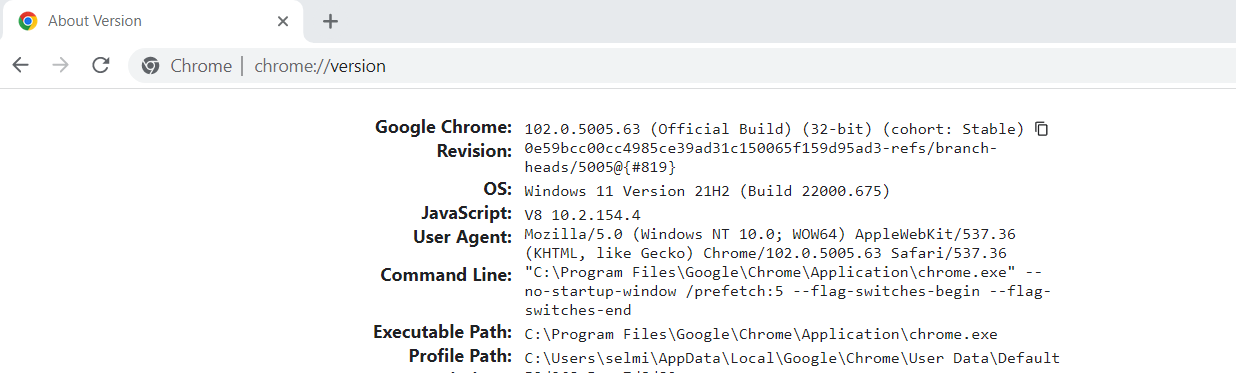 About Version
Chrome | chrome://version
Google Chrome: 102.0.5005.63 (Official Build) (32-bit) (cohort: Stable)
Revision: 0e59bcc00cc4985ce39ad31c150065f159d95ad3-refs/branch-
heads/5005@{#819}
OS: Windows 11 Version 21H2 (Build 22000.675)
JavaScript: V8 10.2.154.4
User Agent: Mozilla/5.0 (Windows NT 10.0; WOW64) AppleWebKit/537.36
(KHTML, like Gecko) Chrome/102.0.5005.63 Safari/537.36
Command Line: "C:\Program Files\Google\Chrome\Application\chrome.exe" --
no-startup-window /prefetch:5 --flag-switches-begin --flag-
switches-end
Executable Path: C:\Program Files\Google\Chrome\Application\chrome.exe
Profile Path: C:\Users\selmi\AppData\Local\Google\Chrome\User Data\Default